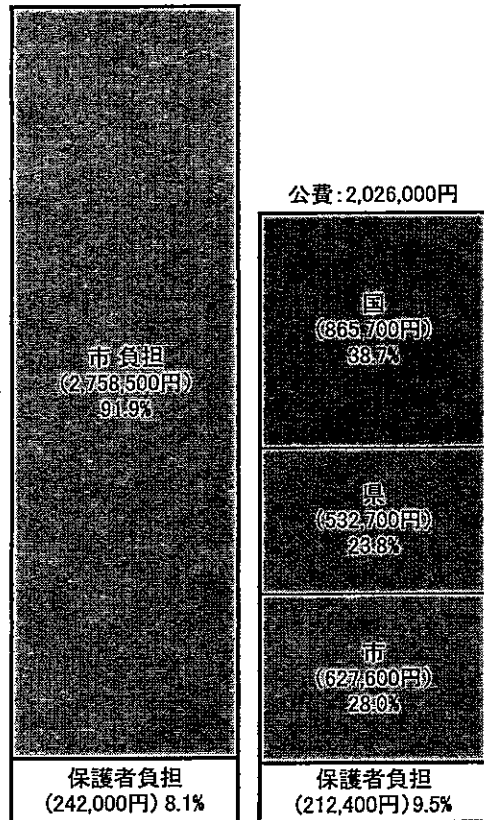 市 負担
(2,758,500円)
91.9%
保護者負担
(242,000円) 8.1%
公費:2,026,000円
国
(865,700円)
38.7%
県
(532,700円)
23.8%
市
(627,600円)
28.0%
保護者負担
(212,400円) 9.5%